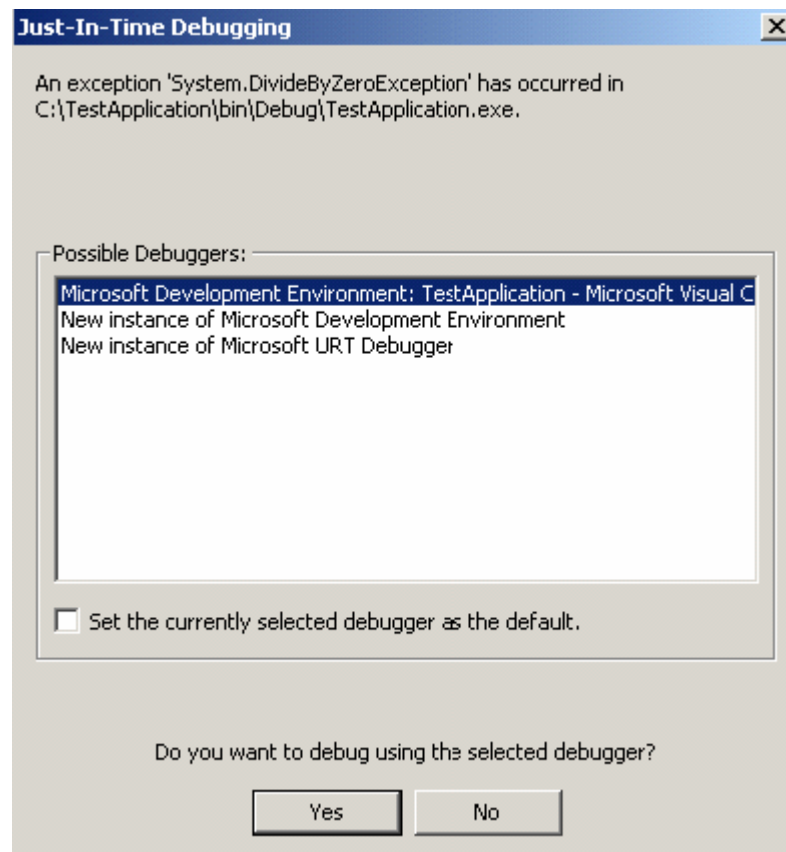 Just-In-Time Debugging
An exception 'System.DivideByZeroException' has occurred in
C:\TestApplication\bin\Debug\TestApplication.exe.
Possible Debuggers:
Microsoft Development Environment: TestApplication - Microsoft Visual C
New instance of Microsoft Development Environment
New instance of Microsoft URT Debugger
Set the currently selected debugger as the default.
Do you want to debug using the selected debugger?
Yes No